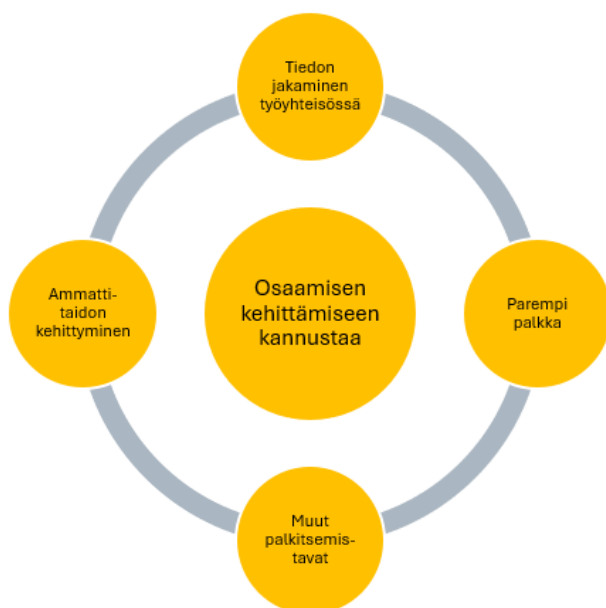 Tiedon
jakaminen
työyhteisössä
Osaamisen
kehittämiseen
kannustaa
Parempi
palkka
Muut
palkitsemis-
tavat
Ammatti-
taidon
kehittyminen